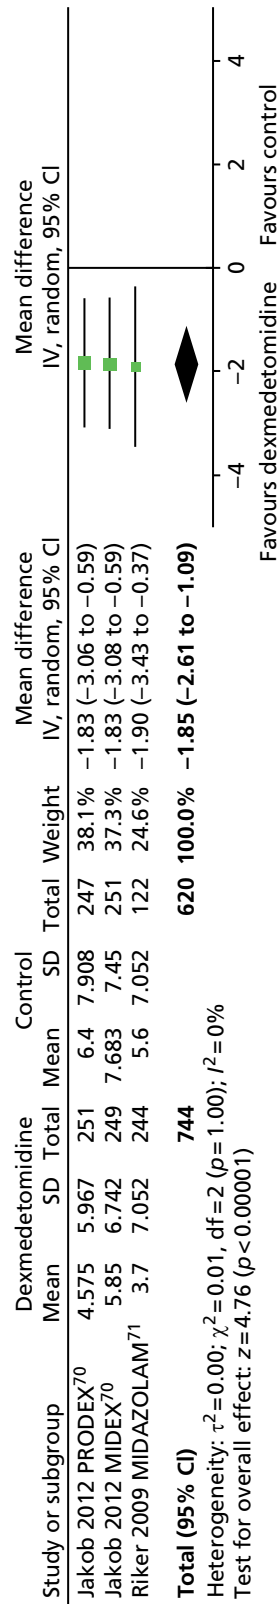 Dexmedetomidine Control Mean difference Mean difference
Study or subgroup Mean SD Total Mean SD Total Weight IV, random, 95% CI IV, random, 95% CI
Jakob 2012 PRODEX70 4.575 5.967 251 6.4 7.908 247 38.1% −1.83 (−3.06 to −0.59)
Jakob 2012 MIDEX70 5.85 6.742 249 7.683 7.45 251 37.3% −1.83 (−3.08 to −0.59)
Riker 2009 MIDAZOLAM71 3.7 7.052 244 5.6 7.052 122 24.6% −1.90 (−3.43 to −0.37)
Total (95% CI) 744 620 100.0% −1.85 (−2.61 to −1.09)
Heterogeneity: τ2=0.00; χ2=0.01, df=2 (p=1.00); I2=0%
Test for overall effect: z=4.76 (p<0.00001)
−4 −2 0 2 4
Favours dexmedetomidine Favours control